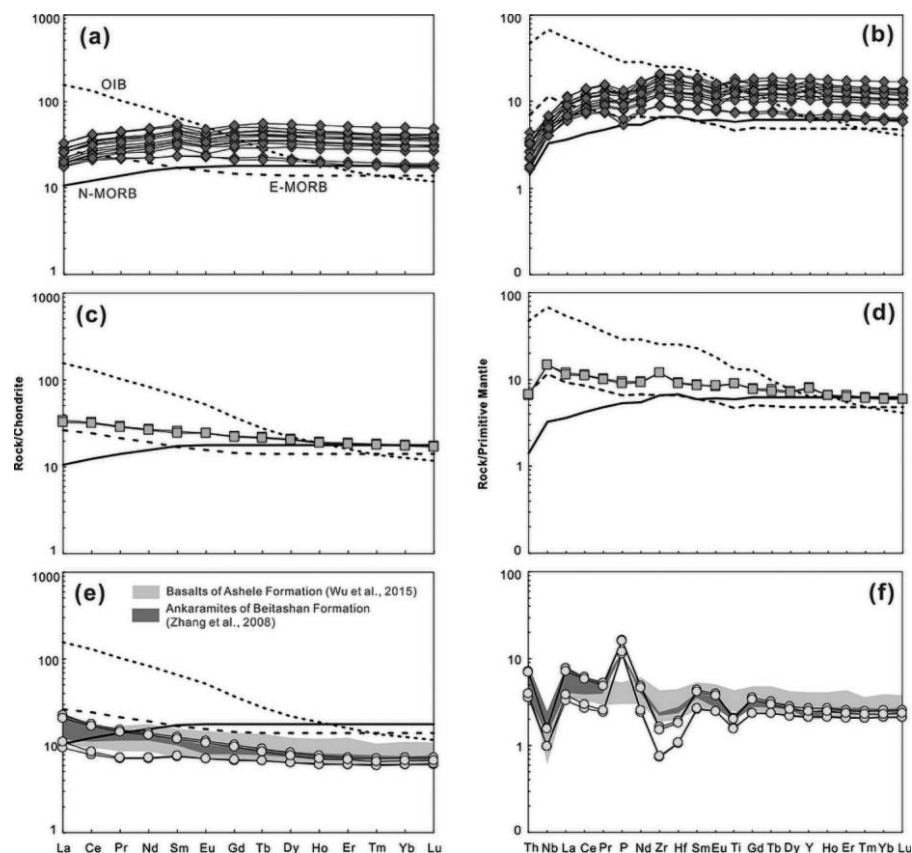 1000
(a)
OIB
100
10
N-MORB
E-MORB
1
100
(b)
10
1
0
1000
(c)
100
Rock/Chondrite
10
1
100
(d)
10
Rock/Primitive Mantle
1
0
1000
(e)
Basalts of Ashele Formation (Wu et al., 2015)
Ankaramites of Beitashan Formation
(Zhang et al., 2008)
100
10
1
La Ce Pr Nd Sm Eu Gd Tb Dy Ho Er Tm Yb Lu
100
(f)
10
1
0
Th Nb La Ce Pr P Nd Zr Hf Sm Eu Ti Gd Tb Dy Y Ho Er Tm Yb Lu